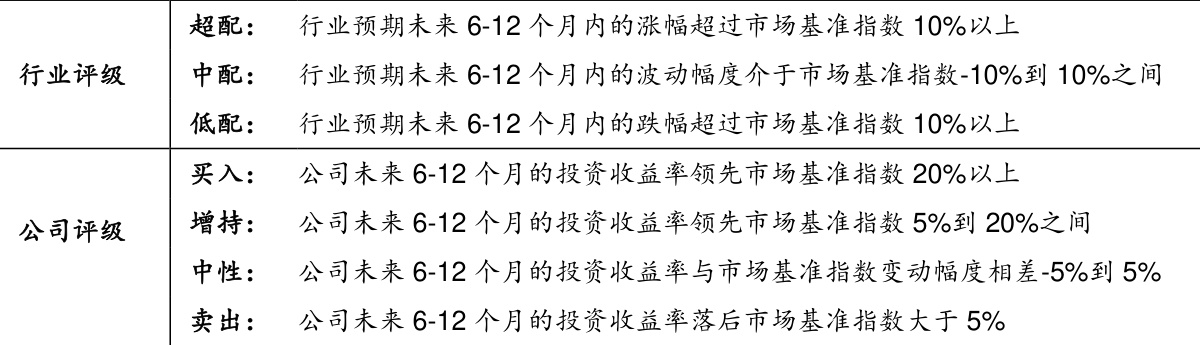 行业评级
超配： 行业预期未来 6-12 个月内的涨幅超过市场基准指数 10%以上
中配： 行业预期未来 6-12 个月内的波动幅度介于市场基准指数-10%到 10%之间
低配： 行业预期未来 6-12 个月内的跌幅超过市场基准指数 10%以上
公司评级
买入： 公司未来 6-12 个月的投资收益率领先市场基准指数 20%以上
增持： 公司未来 6-12 个月的投资收益率领先市场基准指数 5%到 20%之间
中性： 公司未来 6-12 个月的投资收益率与市场基准指数变动幅度相差-5%到 5%
卖出： 公司未来 6-12 个月的投资收益率落后市场基准指数大于 5%